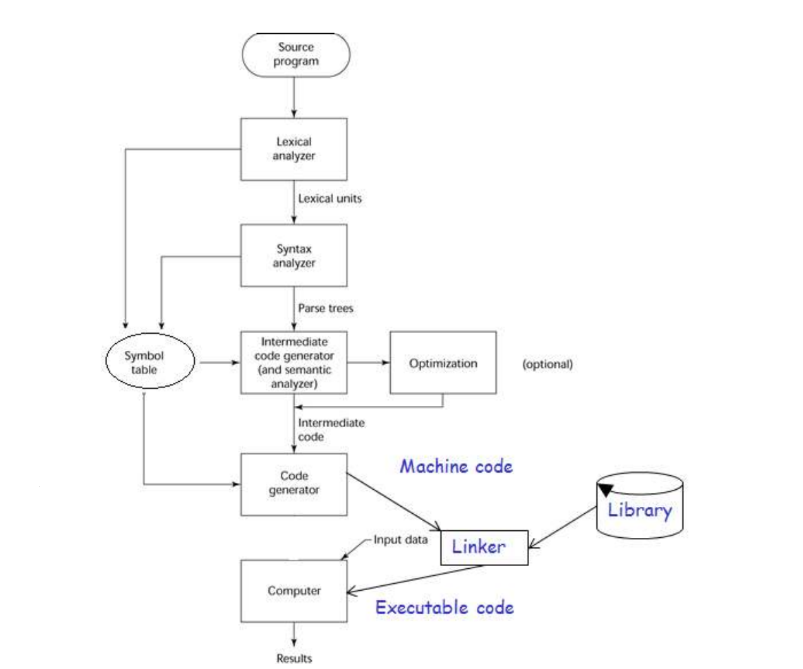 Source
program
Lexical
analyzer
Lexical units
Syntax
analyzer
Parse trees
Symbol
table
Intermediate
code generator
(and semantic
analyzer)
Optimization
(optional)
Intermediate
code
Code
generator
Machine code
Library
Linker
Input data
Computer
Executable code
Results